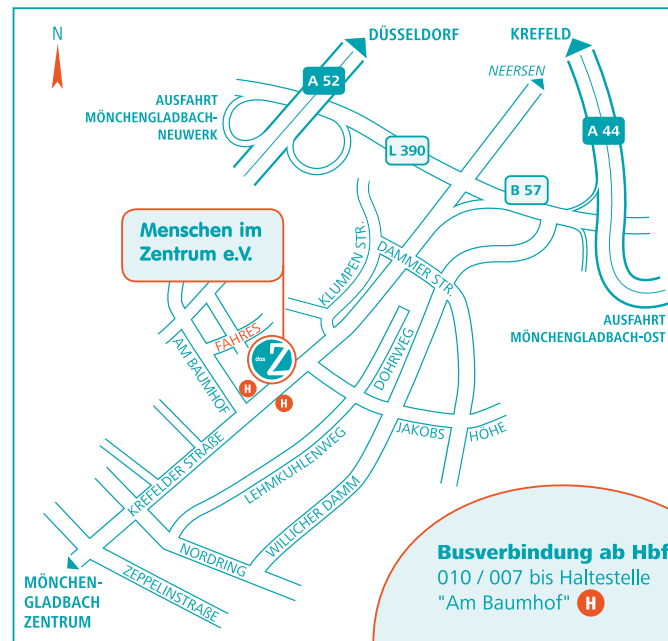 N
DÜSSELDORF
KREFELD
NEERSEN
A 52
AUSFAHRT
MÖNCHENGLADBACH-
NEUWERK
A 44
L 390
B 57
Menschen im
Zentrum e.V.
KLUMPEN STR.
DAMMER STR.
AUSFAHRT
MÖNCHENGLADBACH-OST
FAHRES
das Z
AM BAUMHOF
H
H
DOHRWEG
JAKOBS HÖHE
KREFELDER STRAßE
LEHMKUHLENWEG
WILLICHER DAMM
NORDRING
ZEPPELINSTRAßE
MÖNCHEN-
GLADBACH
ZENTRUM
Busverbindung ab Hbf
010 / 007 bis Haltestelle
"Am Baumhof" H